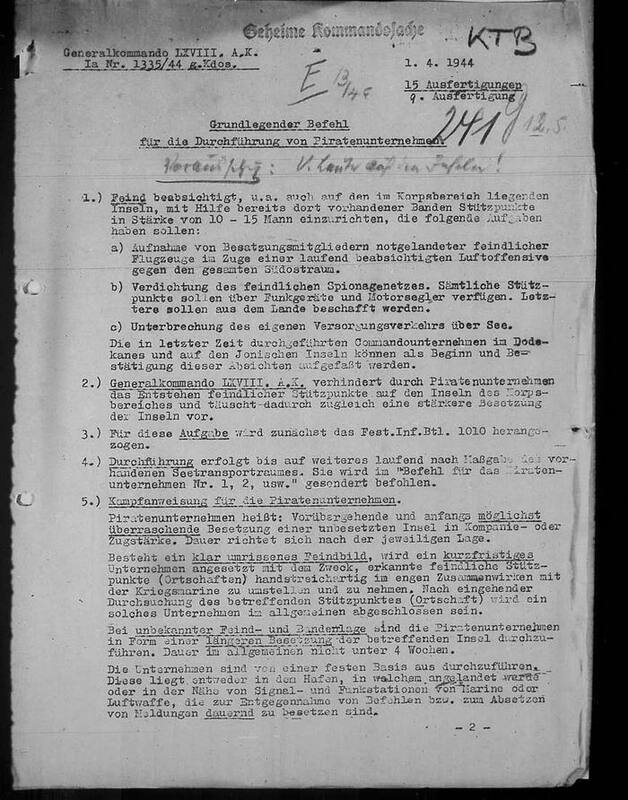 Geheime Kommandosache
KTB
Generalkommando LXVIII. A.K.
Ia Nr. 1335/44 g.Kdos.
1. 4. 1944
15 Ausfertigungen
9. Ausfertigung
E
241
12.5.
Grundlegender Befehl
für die Durchführung von Piratenunternehmen.
1.) Feind beabsichtigt, u.a. auch auf den im Korpsbereich liegenden
Inseln, mit Hilfe bereits dort vorhandener Banden Stützpunkte
in Stärke von 10 - 15 Mann einzurichten, die folgende Aufgaben
haben sollen:
a) Aufnahme von Besatzungsmitgliedern notgelandeter feindlicher
Flugzeuge im Zuge einer laufend beabsichtigten Luftoffensive
gegen den gesamten Südostraum.
b) Verdichtung des feindlichen Spionagenetzes. Sämtliche Stütz-
punkte sollen über Funkgeräte und Motorsegler verfügen. Letz-
tere sollen aus dem Lande beschafft werden.
c) Unterbrechung des eigenen Versorgungsverkehrs über See.
Die in letzter Zeit durchgeführten Commandounternehmen im Dode-
kanes und auf den Jonischen Inseln können als Beginn und Be-
stätigung dieser Absichten aufgefaßt werden.
2.) Generalkommando LXVIII. A.K. verhindert durch Piratenunternehmen
das Entstehen feindlicher Stützpunkte auf den Inseln des Korps-
bereiches und täuscht dadurch zugleich eine stärkere Besetzung
der Inseln vor.
3.) Für diese Aufgabe wird zunächst das Fest.Inf.Btl. 1010 herange-
zogen.
4.) Durchführung erfolgt bis auf weiteres laufend nach Maßgabe des vor-
handenen Seetransportraumes. Sie wird im "Befehl für das Piraten-
unternehmen Nr. 1, 2, usw." gesondert befohlen.
5.) Kampfanweisung für die Piratenunternehmen.
Piratenunternehmen heißt: Vorübergehende und anfangs möglichst
überraschende Besetzung einer unbesetzten Insel in Kompanie- oder
Zugstärke. Dauer richtet sich nach der jeweiligen Lage.
Besteht ein klar umrissenes Feindbild, wird ein kurzfristiges
Unternehmen angesetzt mit dem Zweck, erkannte feindliche Stütz-
punkte (Ortschaften) handstreichartig im engen Zusammenwirken mit
der Kriegsmarine zu umstellen und zu nehmen. Nach eingehender
Durchsuchung des betreffenden Stützpunktes (Ortschaft) wird ein
solches Unternehmen im allgemeinen abgeschlossen sein.
Bei unbekannter Feind- und Bandenlage sind die Piratenunternehmen
in Form einer längeren Besetzung der betreffenden Insel durchzu-
führen. Dauer im allgemeinen nicht unter 4 Wochen.
Die Unternehmen sind von einer festen Basis aus durchzuführen.
Diese liegt entweder in dem Hafen, in welchem angelandet werde
oder in der Nähe von Signal- und Funkstationen von Marine oder
Luftwaffe, die zur Entgegennahme von Befehlen bzw. zum Absetzen
von Meldungen dauernd zu besetzen sind.
- 2 -